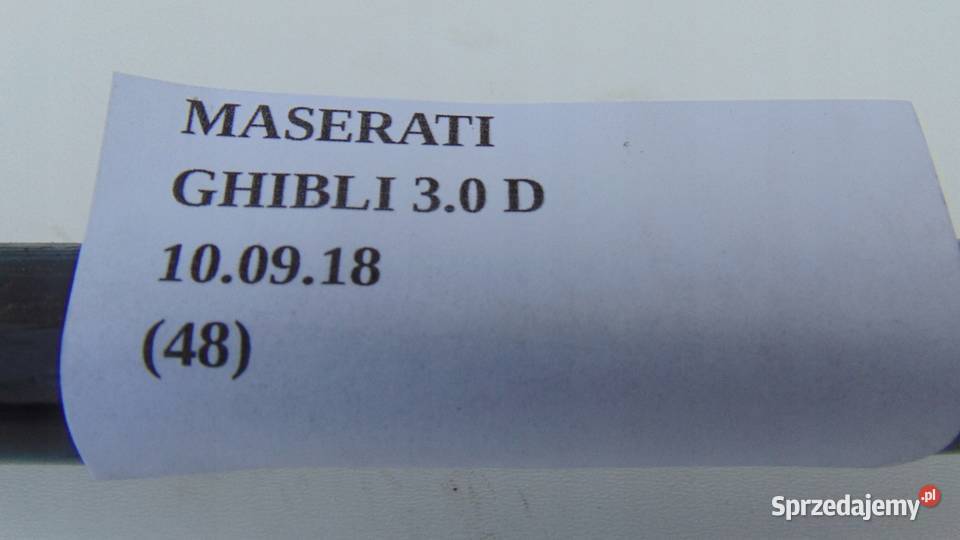 MASERATI
GHIBLI 3.0 D
10.09.18
(48)
Sprzedajemy.pl